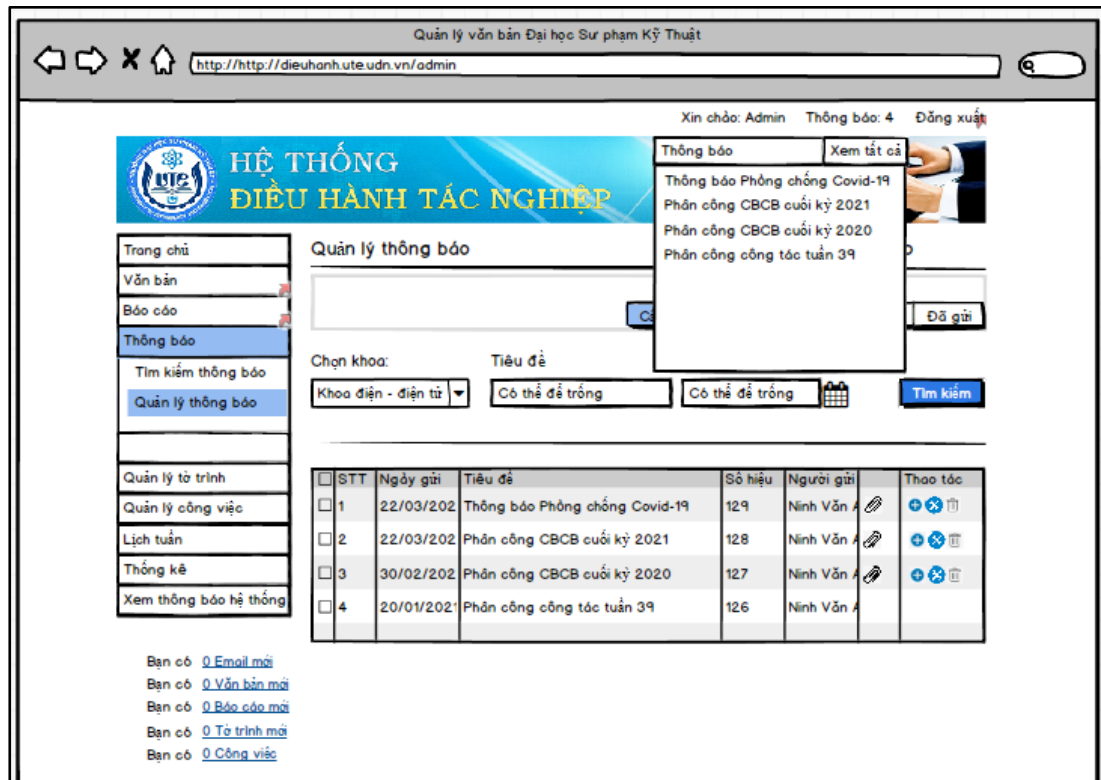 Quản lý văn bản Đại học Sư phạm Kỹ Thuật
http://http://dieuhanh.ute.udn.vn/admin
Xin chào: Admin Thông báo: 4 Đăng xuất
UTE
HỆ THỐNG
ĐIỀU HÀNH TÁC NGHIỆP
Thông báo Xem tất cả
Thông báo Phòng chống Covid-19
Phân công CBCB cuối kỳ 2021
Phân công CBCB cuối kỳ 2020
Phân công công tác tuần 39
Trang chủ
Văn bản
Báo cáo
Thông báo
Tìm kiếm thông báo
Quản lý thông báo
Quản lý tờ trình
Quản lý công việc
Lịch tuần
Thống kê
Xem thông báo hệ thống
Bạn có 0 Email mới
Bạn có 0 Văn bản mới
Bạn có 0 Báo cáo mới
Bạn có 0 Tờ trình mới
Bạn có 0 Công việc
Quản lý thông báo
Đã gửi
Chọn khoa: Tiêu đề
Khoa điện - điện tử Có thể để trống Có thể để trống Tìm kiếm
STT Ngày gửi Tiêu đề Số hiệu Người gửi Thao tác
1 22/03/202 Thông báo Phòng chống Covid-19 129 Ninh Văn A
2 22/03/202 Phân công CBCB cuối kỳ 2021 128 Ninh Văn A
3 30/02/202 Phân công CBCB cuối kỳ 2020 127 Ninh Văn A
4 20/01/2021 Phân công công tác tuần 39 126 Ninh Văn A